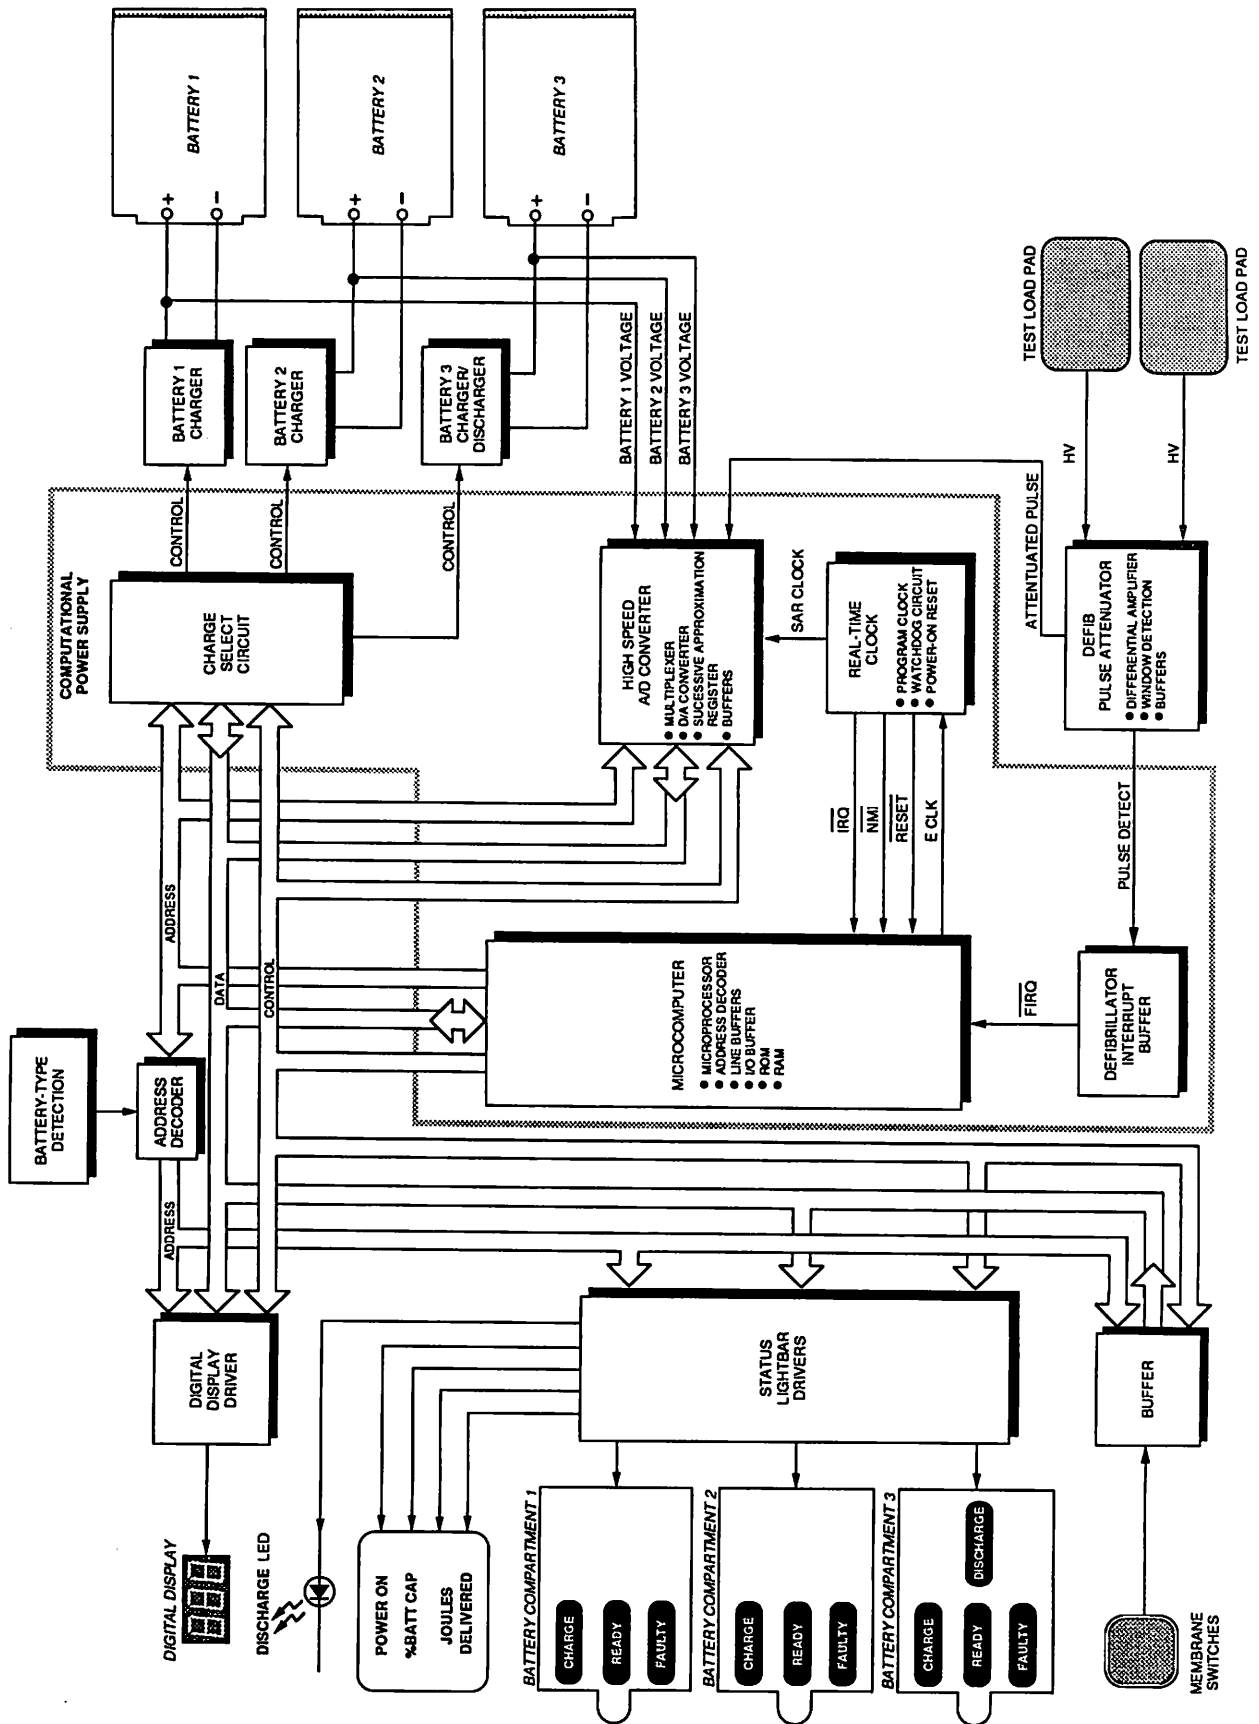 BATTERY 1
+
−
BATTERY 2
+
−
BATTERY 3
+
−
BATTERY 1
CHARGER
BATTERY 2
CHARGER
BATTERY 3
CHARGER/
DISCHARGER
BATTERY 1 VOLTAGE
BATTERY 2 VOLTAGE
BATTERY 3 VOLTAGE
CONTROL
CONTROL
CONTROL
COMPUTATIONAL
POWER SUPPLY
CHARGE
SELECT
CIRCUIT
HIGH SPEED
A/D CONVERTER
● MULTIPLEXER
● D/A CONVERTER
● SUCESSIVE APPROXIMATION
REGISTER
● BUFFERS
SAR CLOCK
REAL-TIME
CLOCK
● PROGRAM CLOCK
● WATCHDOG CIRCUIT
● POWER-ON RESET
ATTENTUATED PULSE
HV
HV
TEST LOAD PAD
TEST LOAD PAD
DEFIB
PULSE ATTENUATOR
● DIFFERENTIAL AMPLIFIER
● WINDOW DETECTION
● BUFFERS
PULSE DETECT
IRQ
NMI
RESET
E CLK
ADDRESS
DATA
CONTROL
MICROCOMPUTER
● MICROPROCESSOR
● ADDRESS DECODER
● LINE BUFFERS
● I/O BUFFER
● ROM
● RAM
FIRQ
DEFIBRILLATOR
INTERRUPT
BUFFER
BATTERY-TYPE
DETECTION
ADDRESS
DECODER
ADDRESS
DIGITAL
DISPLAY
DRIVER
STATUS
LIGHTBAR
DRIVERS
BUFFER
DIGITAL DISPLAY
DISCHARGE LED
POWER ON
%BATT CAP
JOULES
DELIVERED
BATTERY COMPARTMENT 1
CHARGE
READY
FAULTY
BATTERY COMPARTMENT 2
CHARGE
READY
FAULTY
BATTERY COMPARTMENT 3
CHARGE
READY
DISCHARGE
FAULTY
MEMBRANE
SWITCHES